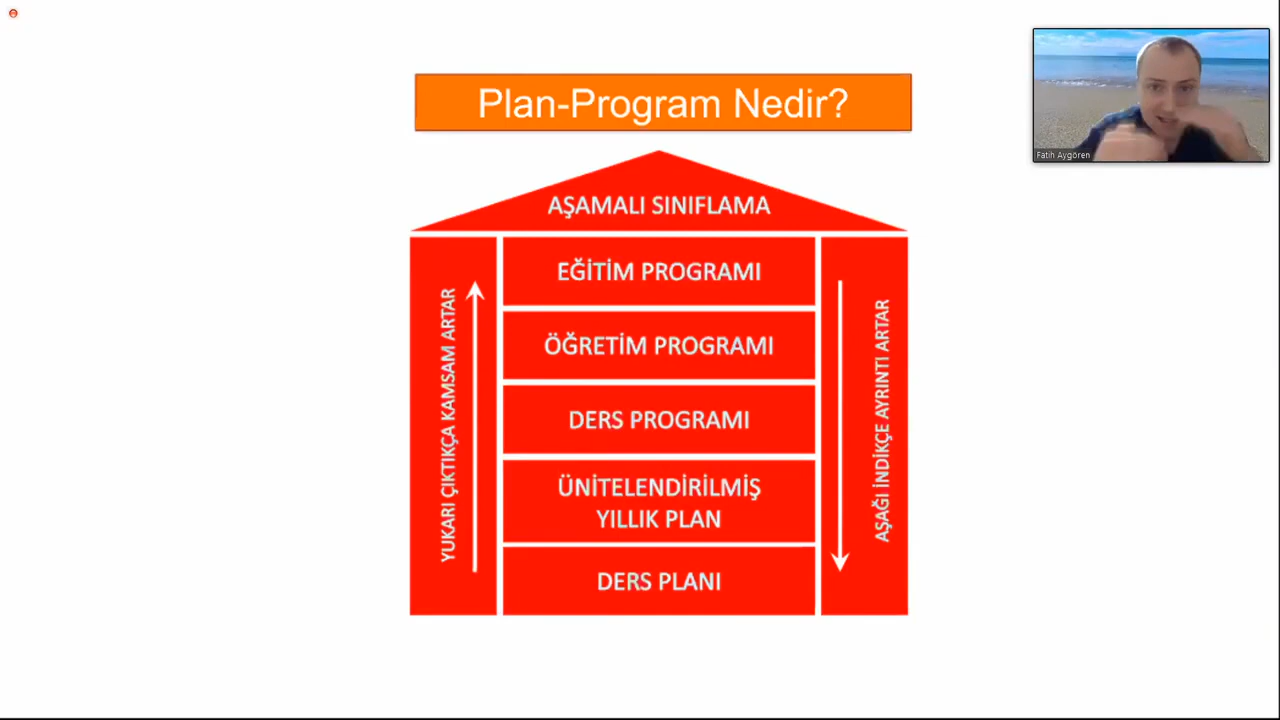 Plan-Program Nedir?
Fatih Aygören
AŞAMALI SINIFLAMA
YUKARI ÇIKTIKÇA KAMSAM ARTAR
EĞİTİM PROGRAMI
ÖĞRETİM PROGRAMI
DERS PROGRAMI
ÜNİTELENDİRİLMİŞ
YILLIK PLAN
DERS PLANI
AŞAĞI İNDİKÇE AYRINTI ARTAR